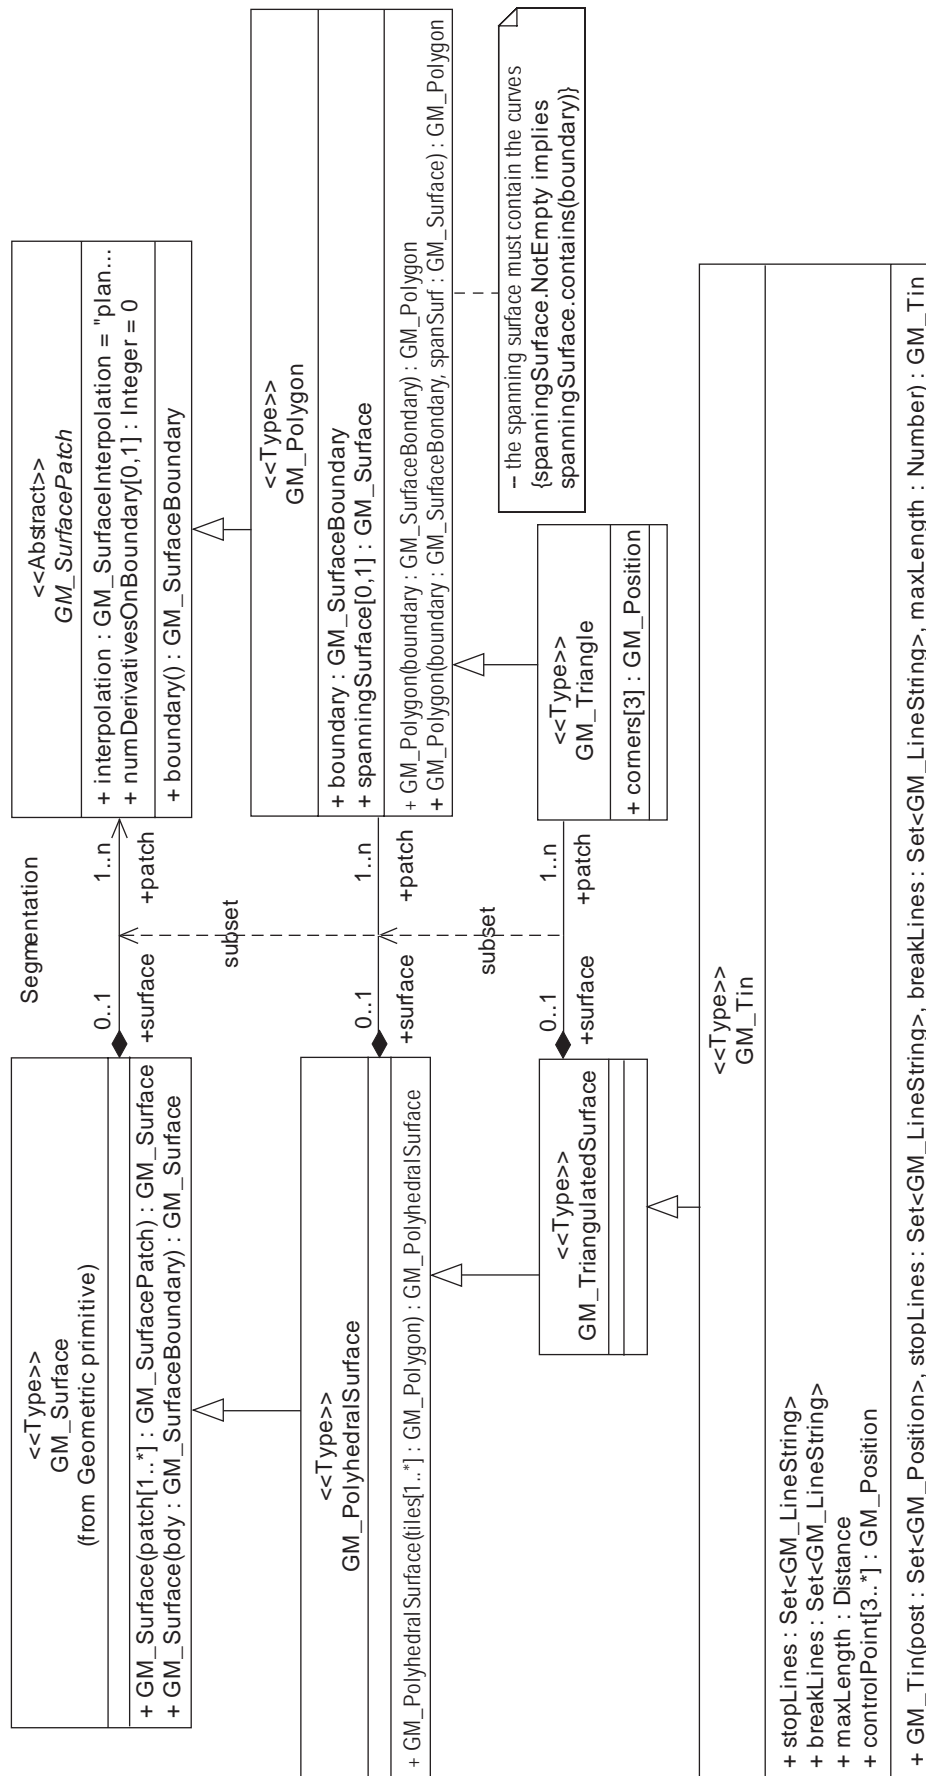 <<Type>>
GM_Surface
(from Geometric primitive)
+ GM_Surface(patch[1..*] : GM_SurfacePatch) : GM_Surface
+ GM_Surface(bdy : GM_SurfaceBoundary) : GM_Surface
Segmentation
0..1
+surface
1..n
+patch
<<Abstract>>
GM_SurfacePatch
+ interpolation : GM_SurfaceInterpolation = "plan...
+ numDerivativesOnBoundary[0,1] : Integer = 0
+ boundary() : GM_SurfaceBoundary
subset
<<Type>>
GM_PolyhedralSurface
+ GM_PolyhedralSurface(tiles[1..*] : GM_Polygon) : GM_PolyhedralSurface
0..1
+surface
1..n
+patch
<<Type>>
GM_Polygon
+ boundary : GM_SurfaceBoundary
+ spanningSurface[0,1] : GM_Surface
+ GM_Polygon(boundary : GM_SurfaceBondary) : GM_Polygon
+ GM_Polygon(boundary : GM_SurfaceBondary, spanSurf : GM_Surface) : GM_Polygon
subset
-- the spanning surface must contain the curves
{spanningSurface.NotEmpty implies
spanningSurface.contains(boundary)}
<<Type>>
GM_TriangulatedSurface
0..1
+surface
1..n
+patch
<<Type>>
GM_Triangle
+ corners[3] : GM_Position
<<Type>>
GM_Tin
+ stopLines : Set<GM_LineString>
+ breakLines : Set<GM_LineString>
+ maxLength : Distance
+ controlPoint[3..*] : GM_Position
+ GM_Tin(post : Set<GM_Position>, stopLines : Set<GM_LineString>, breakLines : Set<GM_LineString>, maxLength : Number) : GM_Tin